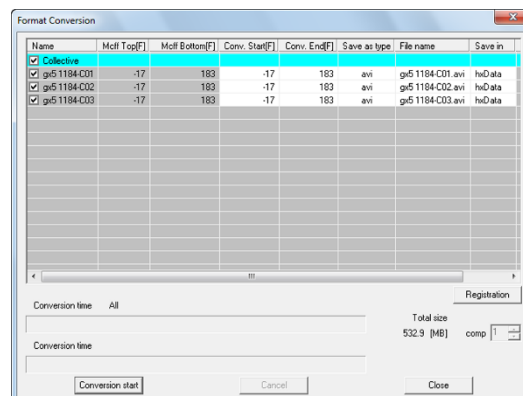 Format Conversion
Name Mcff Top[F] Mcff Bottom[F] Conv. Start[F] Conv. End[F] Save as type File name Save in
Collective
gx5 1184-C01 -17 183 -17 183 avi gx5 1184-C01.avi hxData
gx5 1184-C02 -17 183 -17 183 avi gx5 1184-C02.avi hxData
gx5 1184-C03 -17 183 -17 183 avi gx5 1184-C03.avi hxData
Registration
Conversion time All
Total size
532.9 [MB] comp 1
Conversion time
Conversion start Cancel Close